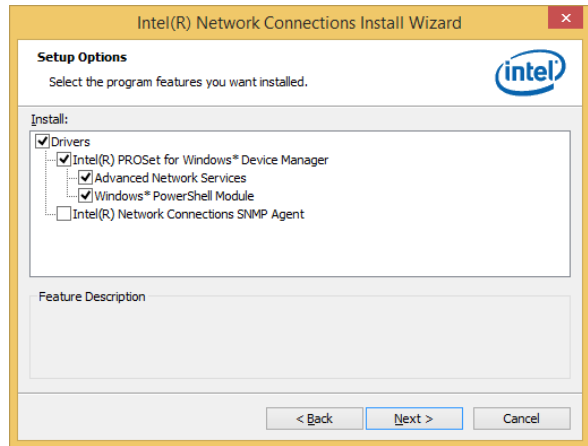 Intel(R) Network Connections Install Wizard
x
Setup Options
Select the program features you want installed.
intel
Install:
Drivers
Intel(R) PROSet for Windows* Device Manager
Advanced Network Services
Windows* PowerShell Module
Intel(R) Network Connections SNMP Agent
Feature Description
< Back
Next >
Cancel